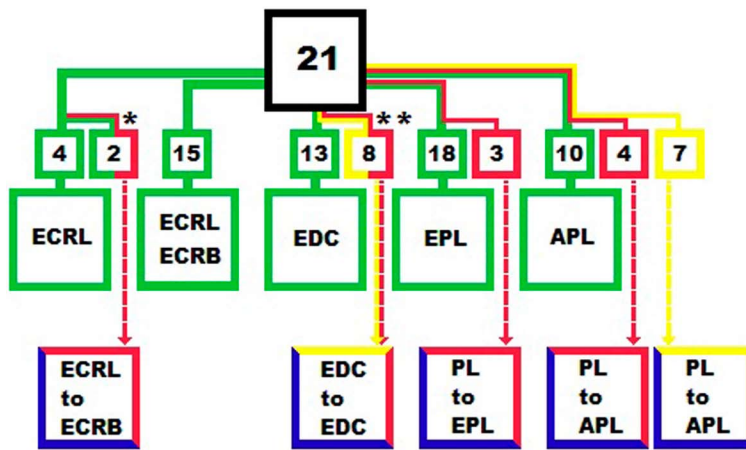 21
*
**
4 2 15 13 8 18 3 10 4 7
ECRL
ECRL
ECRB
EDC
EPL
APL
ECRL
to
ECRB
EDC
to
EDC
PL
to
EPL
PL
to
APL
PL
to
APL